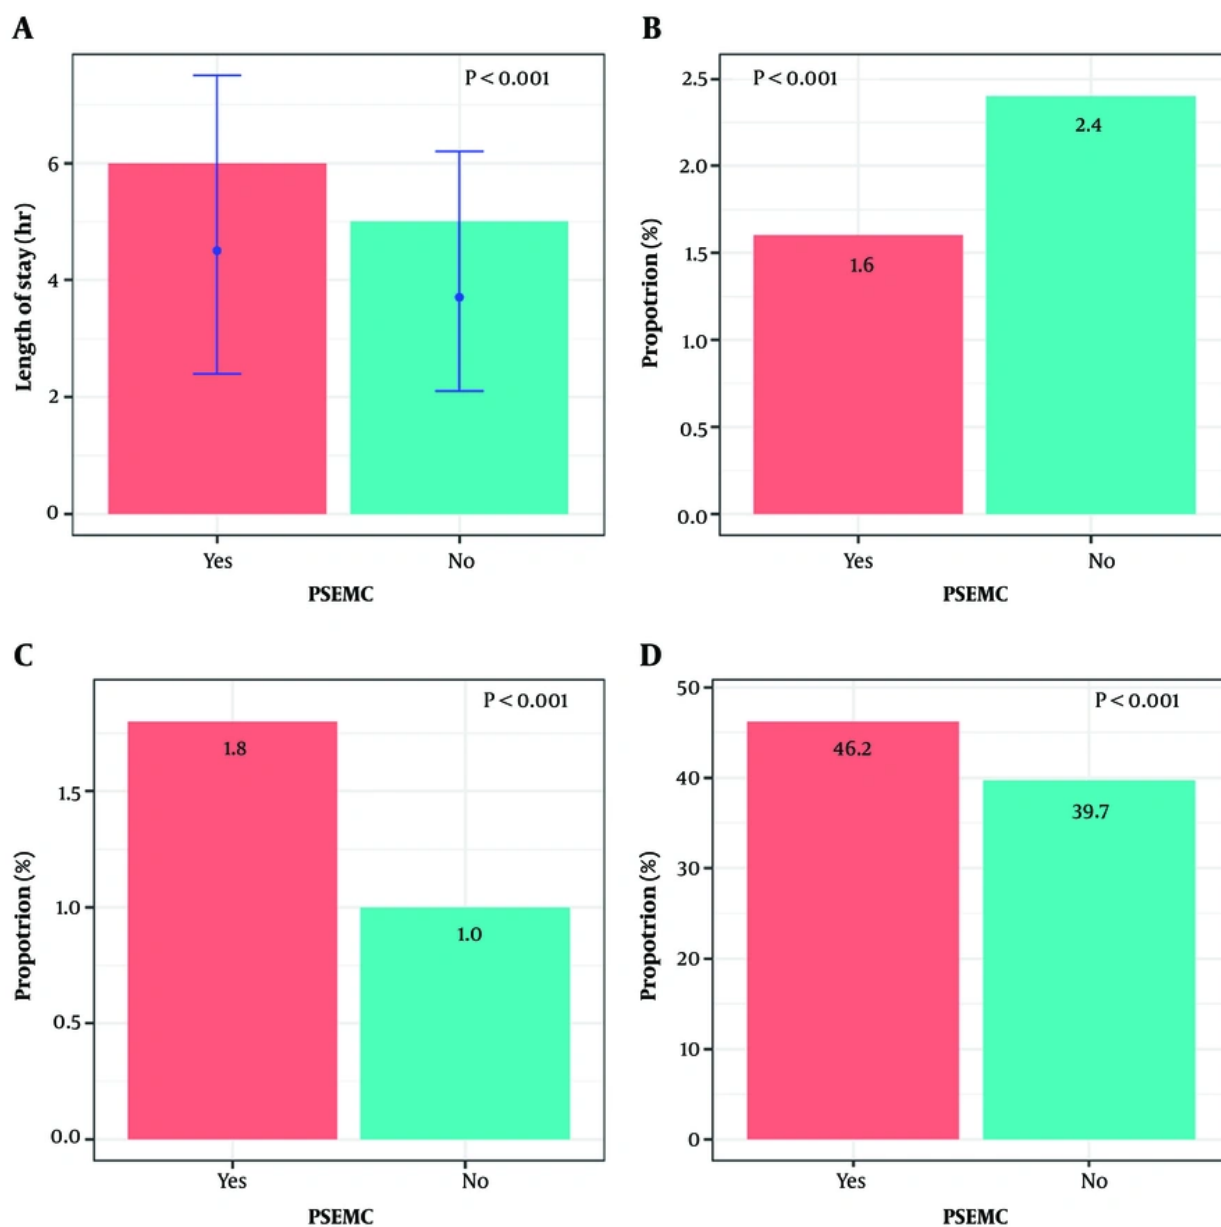 A
P < 0.001
Length of stay (hr)
6
4
2
0
Yes
No
PSEMC
B
P < 0.001
Propotrion (%)
2.5
2.0
1.5
1.0
0.5
0.0
2.4
1.6
Yes
No
PSEMC
C
P < 0.001
Propotrion (%)
1.5
1.0
0.5
0.0
1.8
1.0
Yes
No
PSEMC
D
P < 0.001
Propotrion (%)
50
40
30
20
10
0
46.2
39.7
Yes
No
PSEMC